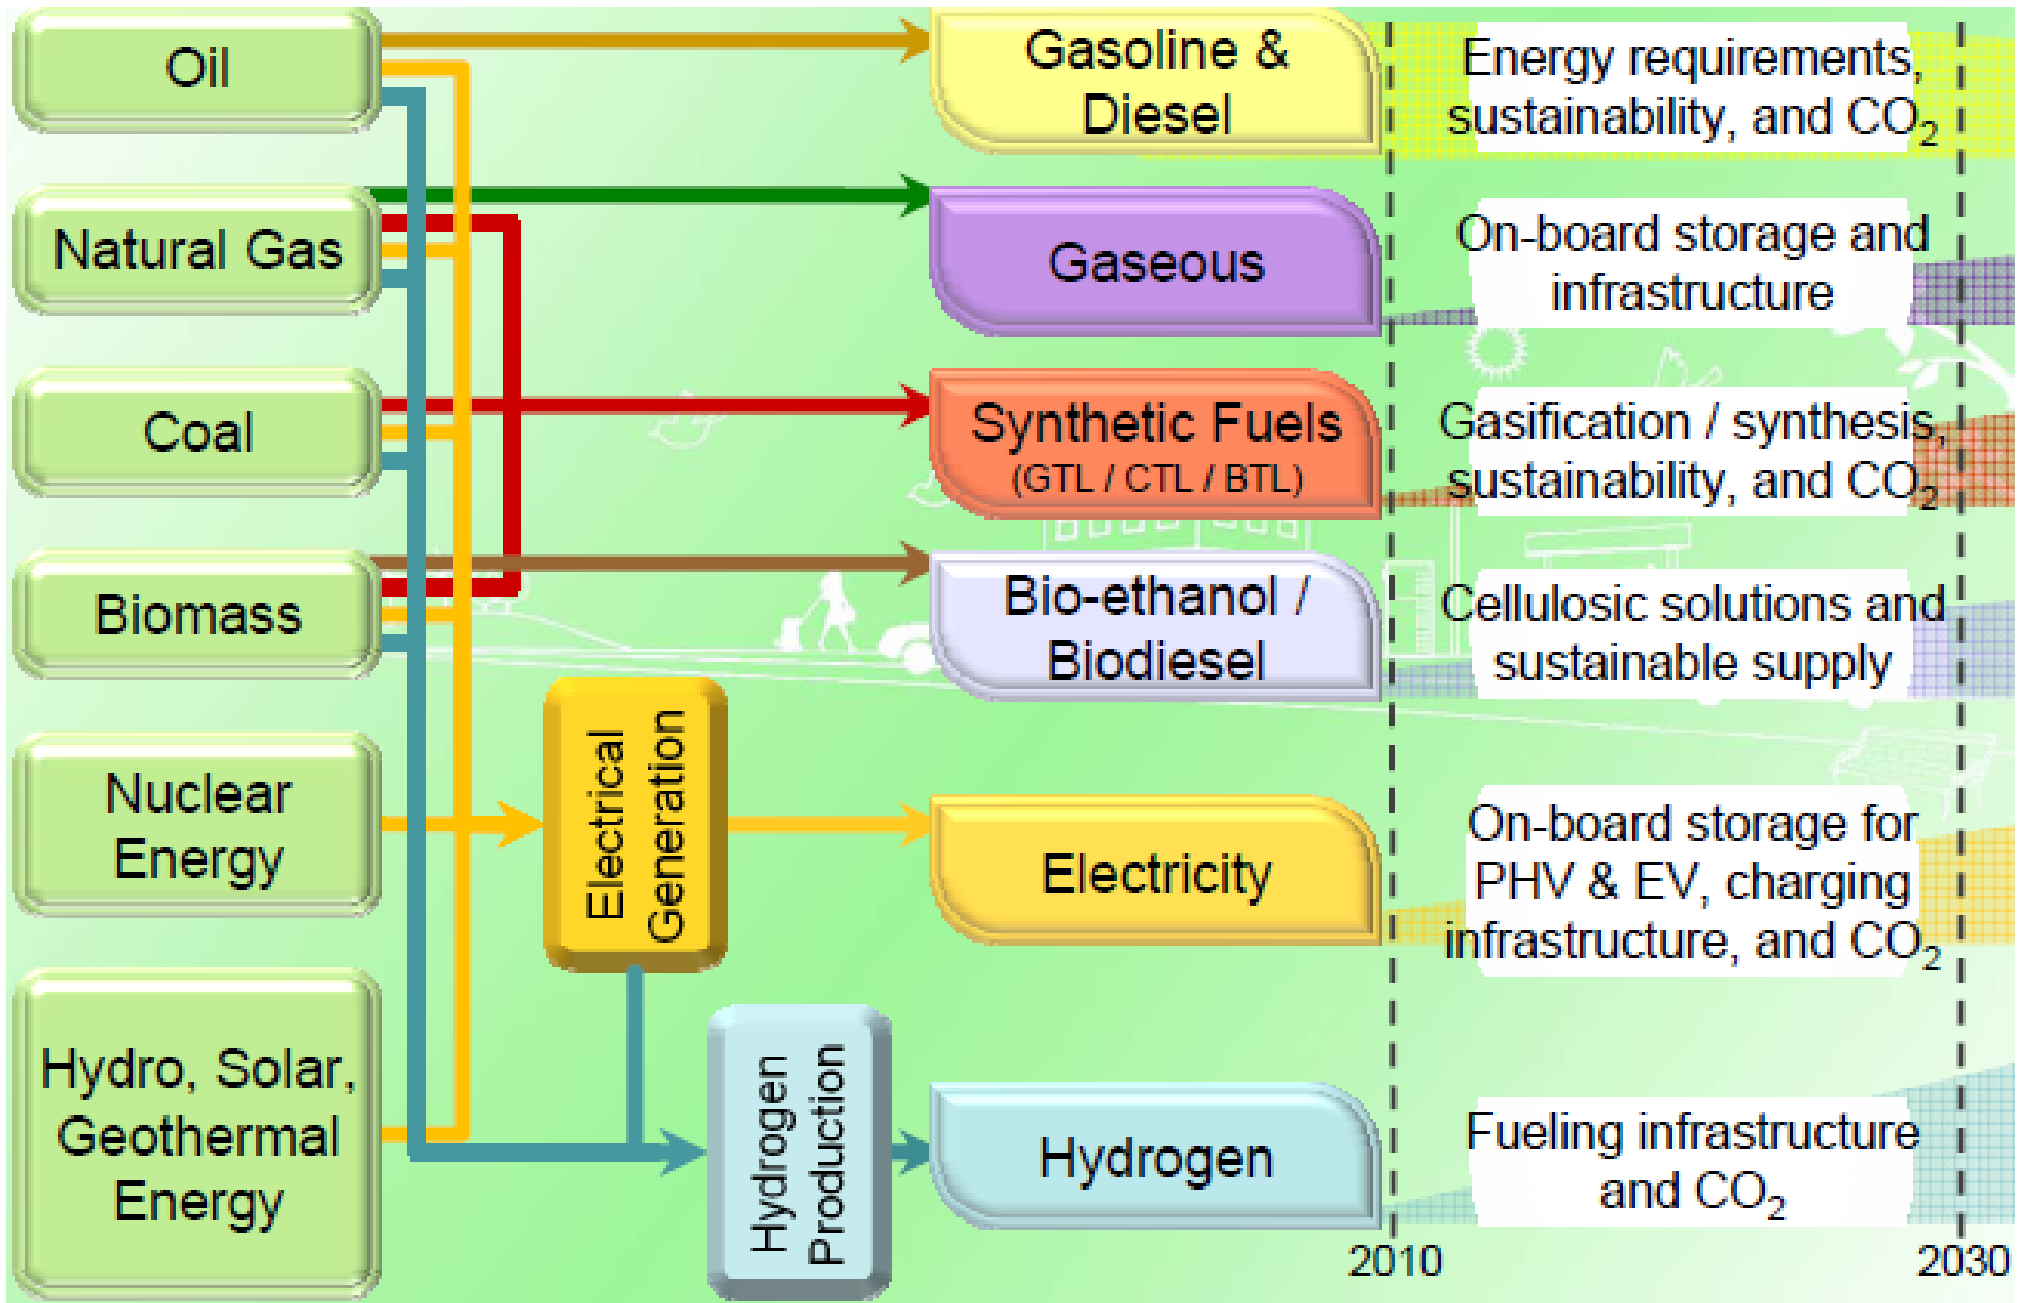 Oil
Natural Gas
Coal
Biomass
Nuclear
Energy
Hydro, Solar,
Geothermal
Energy
Electrical
Generation
Hydrogen
Production
Gasoline &
Diesel
Gaseous
Synthetic Fuels
(GTL / CTL / BTL)
Bio-ethanol /
Biodiesel
Electricity
Hydrogen
Energy requirements,
sustainability, and CO₂
On-board storage and
infrastructure
Gasification / synthesis,
sustainability, and CO₂
Cellulosic solutions and
sustainable supply
On-board storage for
PHV & EV, charging
infrastructure, and CO₂
Fueling infrastructure
and CO₂
2010
2030